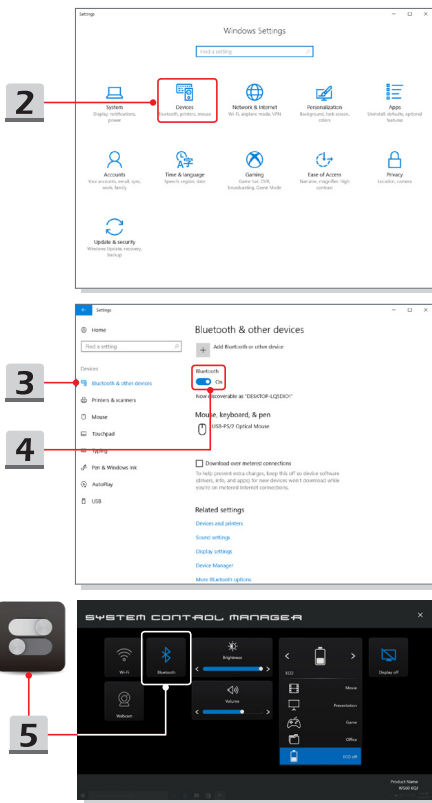 Settings
Windows Settings
Find a setting
2
System
Display, notifications,
power
Devices
Bluetooth, printers, mouse
Network & Internet
Wi-Fi, airplane mode, VPN
Personalization
Background, lock screen,
colors
Apps
Uninstall, defaults, optional
features
Accounts
Your accounts, email, sync,
work, family
Time & language
Speech, region, date
Gaming
Game bar, DVR,
broadcasting, Game Mode
Ease of Access
Narrator, magnifier, high
contrast
Privacy
Location, camera
Update & security
Windows Update, recovery,
backup
Settings
Home
Find a setting
Devices
3
Bluetooth & other devices
Printers & scanners
Mouse
4
Touchpad
Typing
Pen & Windows Ink
AutoPlay
USB
Bluetooth & other devices
Add Bluetooth or other device
Bluetooth
On
Now discoverable as
Mouse, keyboard, & pen
USB-PS/2 Optical Mouse
Download over metered connections
To help prevent extra charges, keep this off so device software
(drivers, info, and apps) for new devices won't download while
you're on metered Internet connections.
Related settings
Devices and printers
Sound settings
Display settings
Device Manager
More Bluetooth options
SYSTEM CONTROL MANAGER
Wi-Fi
Bluetooth
Brightness
ECO
Display off
Webcam
Volume
Movie
Presentation
Game
Office
ECO off
5
Product Name
WS60 6QJ